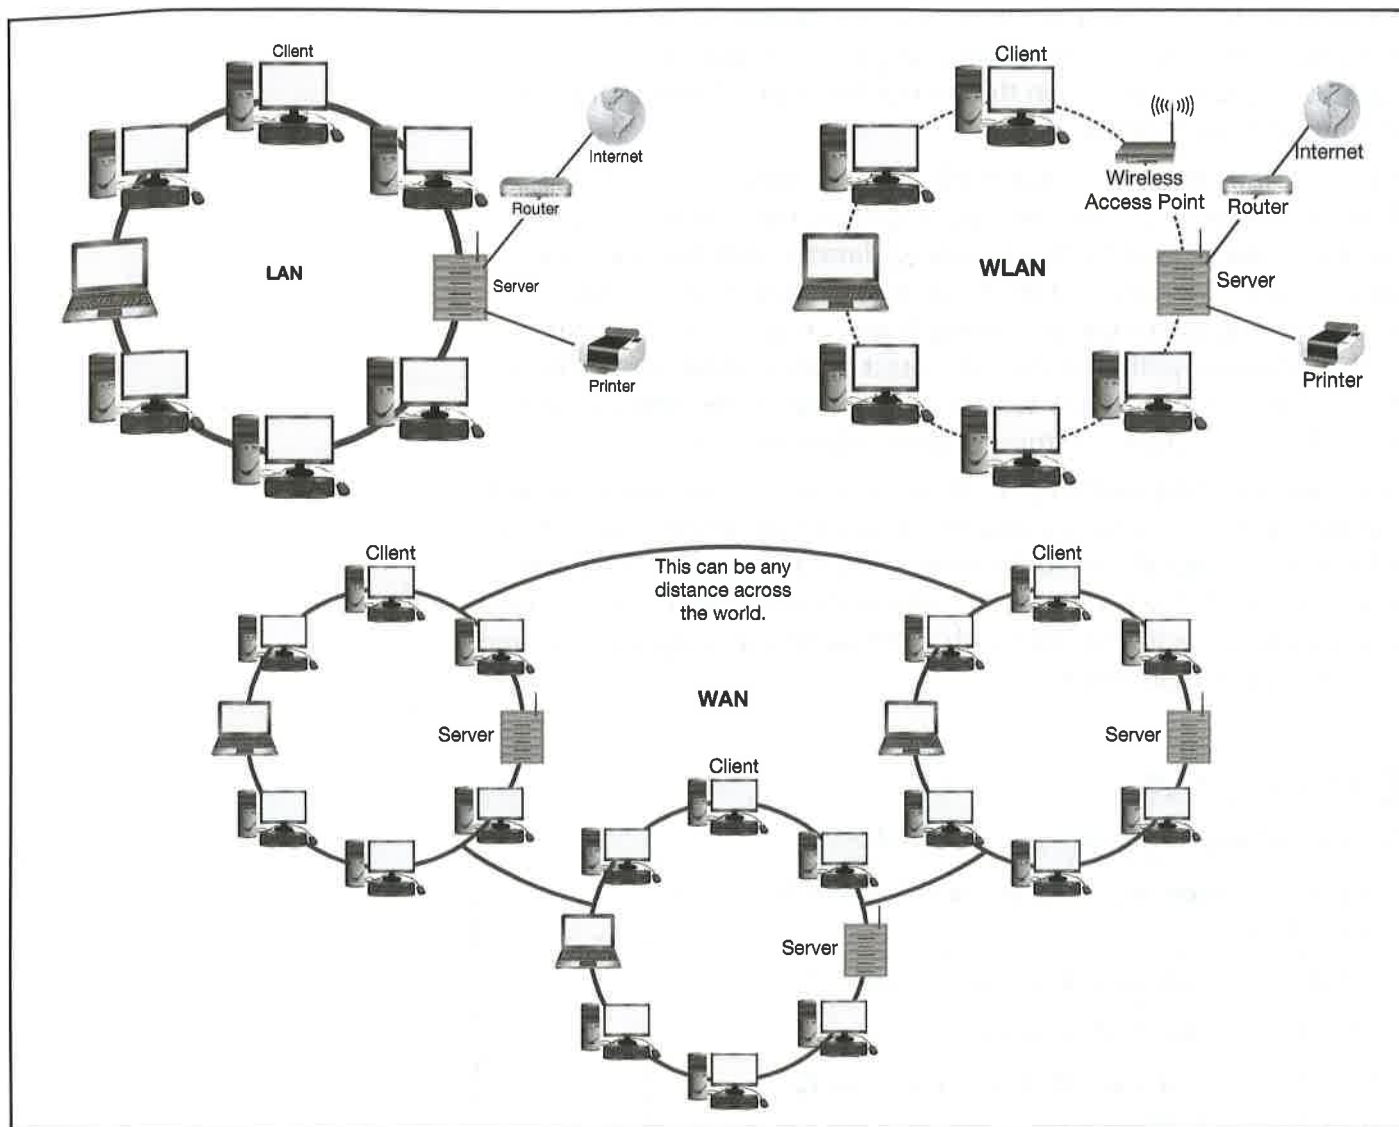 Client
Internet
Router
LAN
Server
Printer
Client
Internet
Wireless
Access Point
Router
WLAN
Server
Printer
Client
This can be any
distance across
the world.
Client
WAN
Server
Server
Client
Server